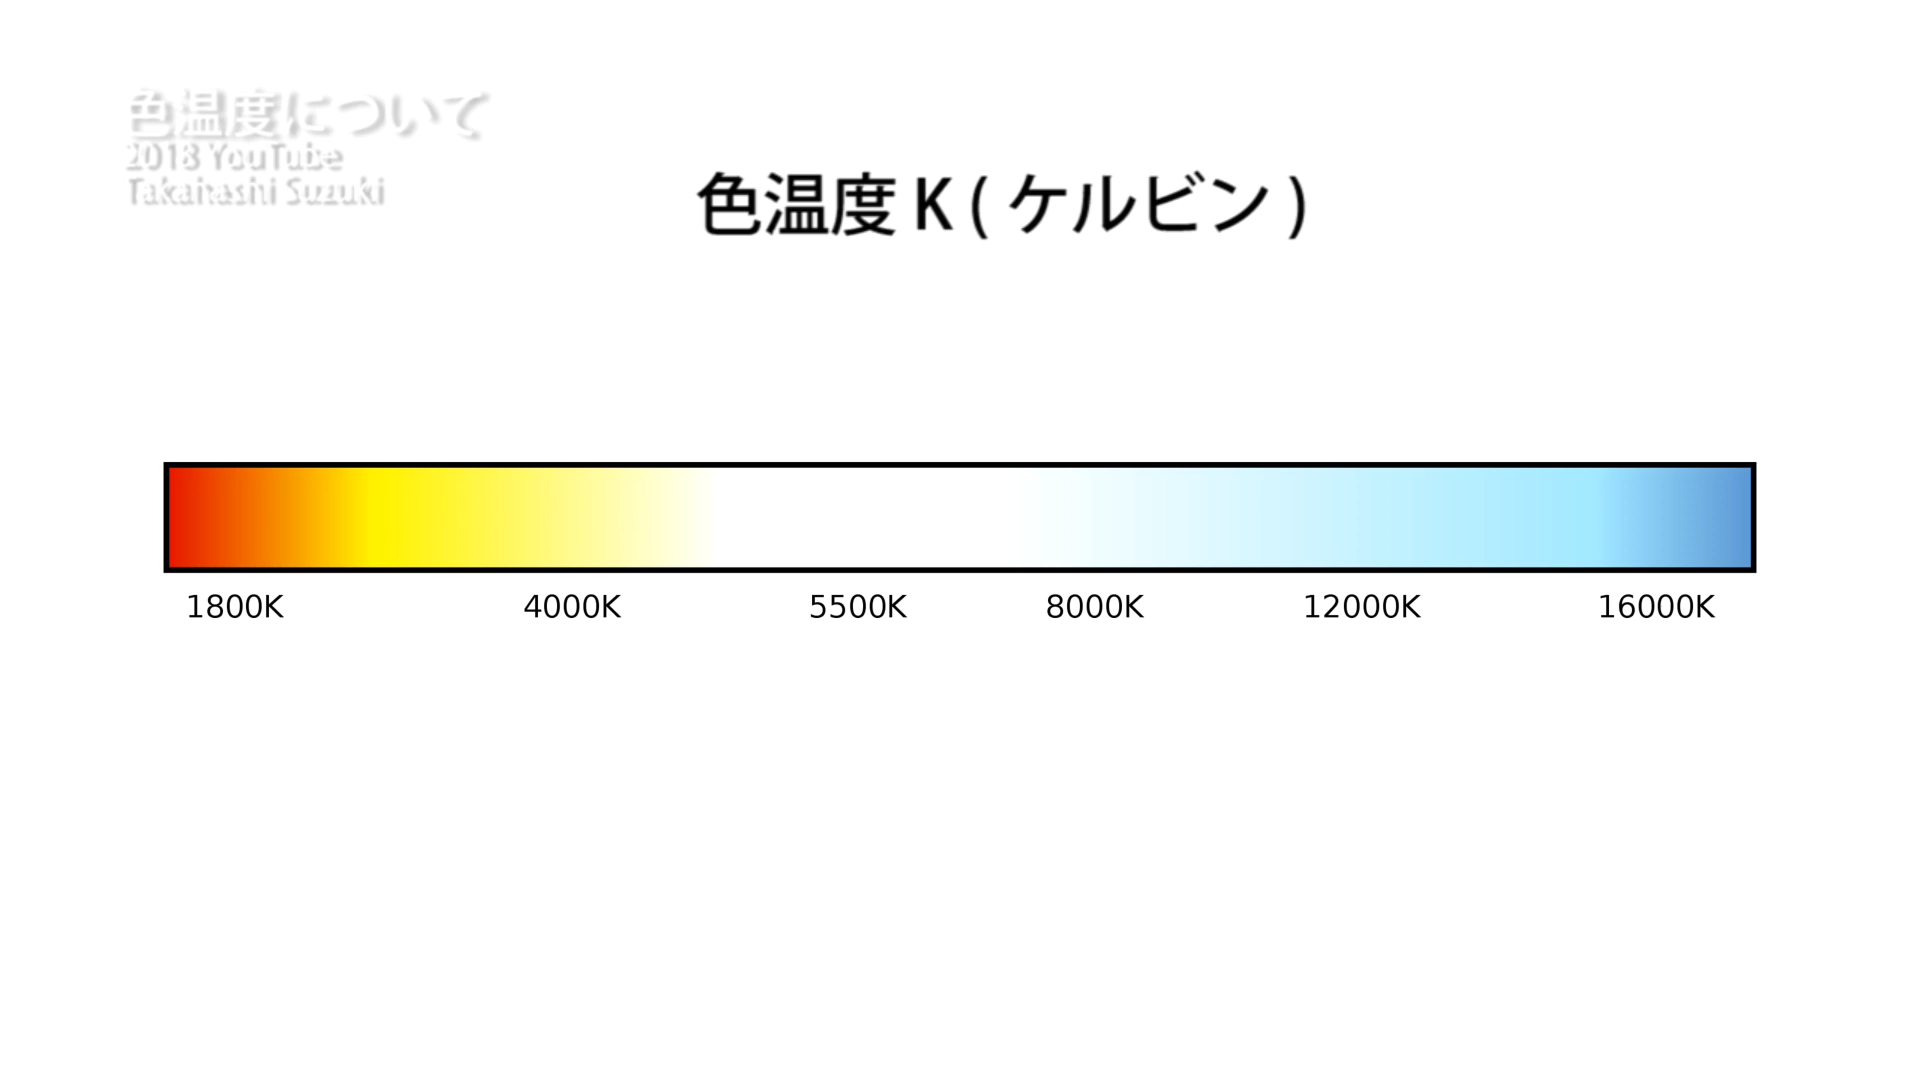 色温度について
2018 YouTube
Takahashi Suzuki
色温度 K ( ケルビン )
1800K 4000K 5500K 8000K 12000K 16000K